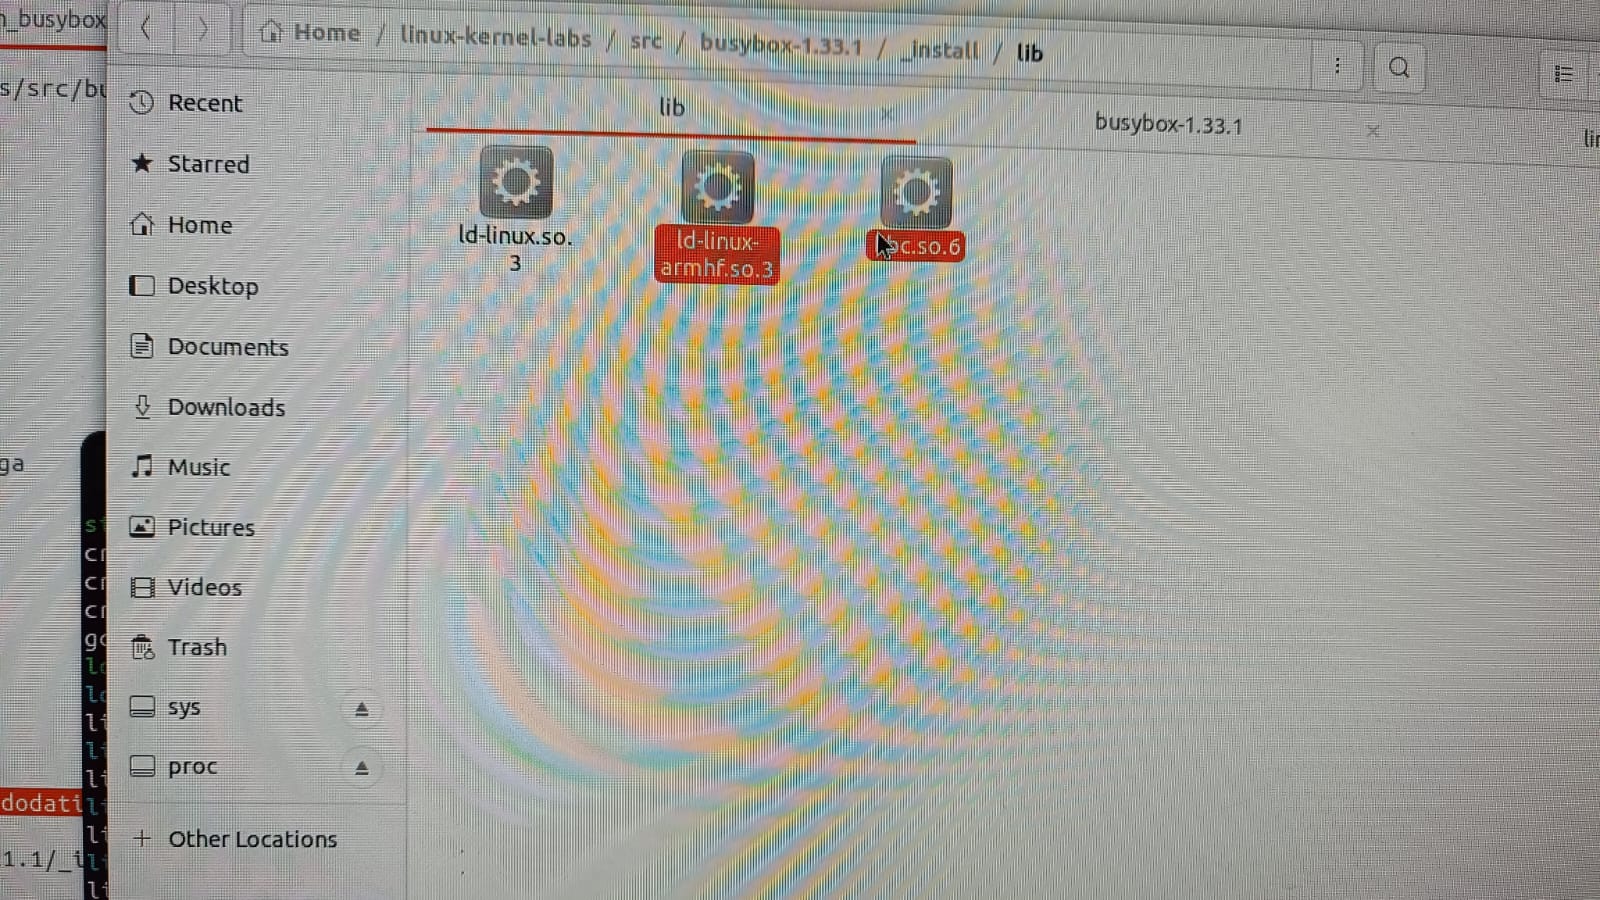 _busybox
Home / linux-kernel-labs / src / busybox-1.33.1 / _install / lib
s/src/bu
Recent
lib
busybox-1.33.1
Starred
ld-linux.so.
3
ld-linux-
armhf.so.3
c.so.6
Home
Desktop
Documents
Downloads
Music
ga
Pictures
Videos
Trash
sys
proc
dodati
Other Locations
1.1/_i